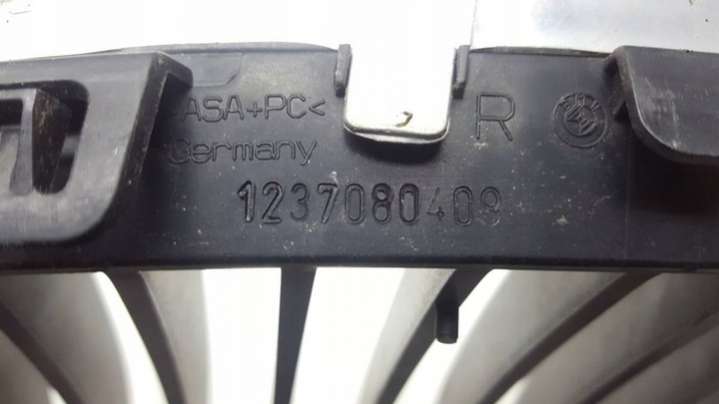 >ASA+PC<
R
Germany
1237080409